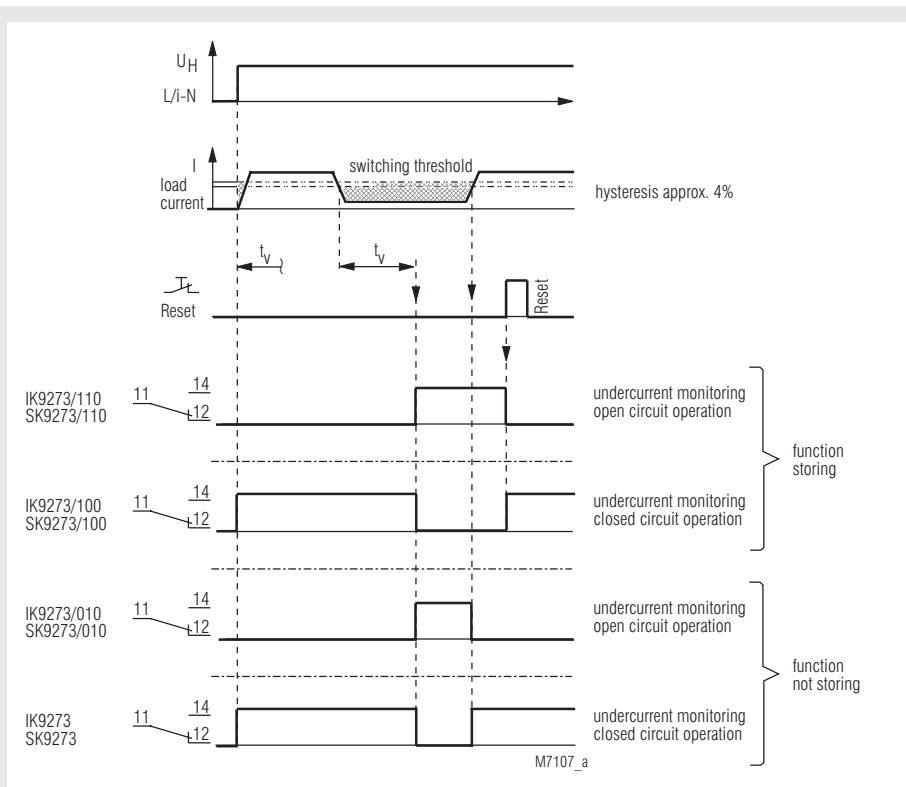 UH
L/i-N
I
load
current
switching threshold
hysteresis approx. 4%
tv
tv
Reset
Reset
IK9273/110
SK9273/110
11
14
12
undercurrent monitoring
open circuit operation
IK9273/100
SK9273/100
11
14
12
undercurrent monitoring
closed circuit operation
function
storing
IK9273/010
SK9273/010
11
14
12
undercurrent monitoring
open circuit operation
IK9273
SK9273
11
14
12
undercurrent monitoring
closed circuit operation
function
not storing
M7107_a